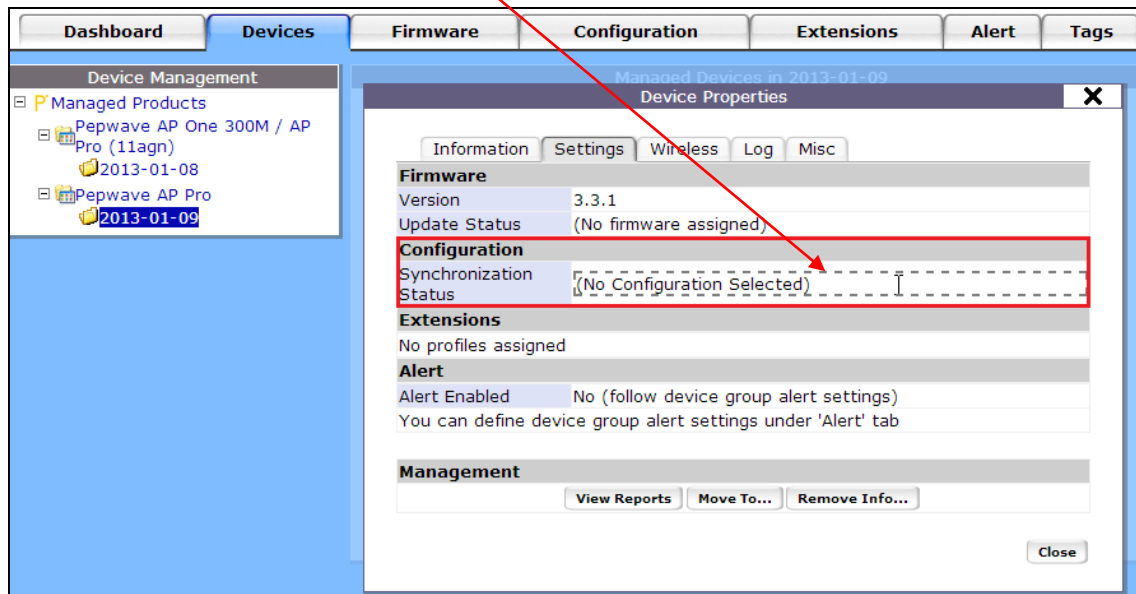 Dashboard Devices Firmware Configuration Extensions Alert Tags
Device Management
Managed Products
Pepwave AP One 300M / AP
Pro (11agn)
2013-01-08
Pepwave AP Pro
2013-01-09
Managed Devices in 2013-01-09
Device Properties
Information Settings Wireless Log Misc
Firmware
Version 3.3.1
Update Status (No firmware assigned)
Configuration
Synchronization
Status (No Configuration Selected)
Extensions
No profiles assigned
Alert
Alert Enabled No (follow device group alert settings)
You can define device group alert settings under 'Alert' tab
Management
View Reports Move To... Remove Info...
Close